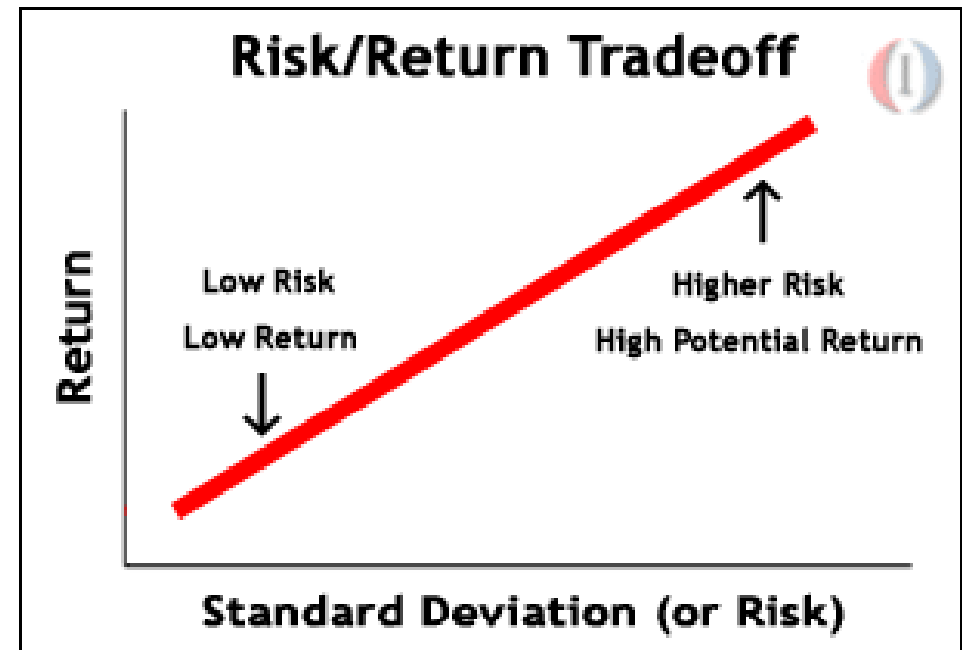 Risk/Return Tradeoff
I
Return
Low Risk
Low Return
Higher Risk
High Potential Return
Standard Deviation (or Risk)